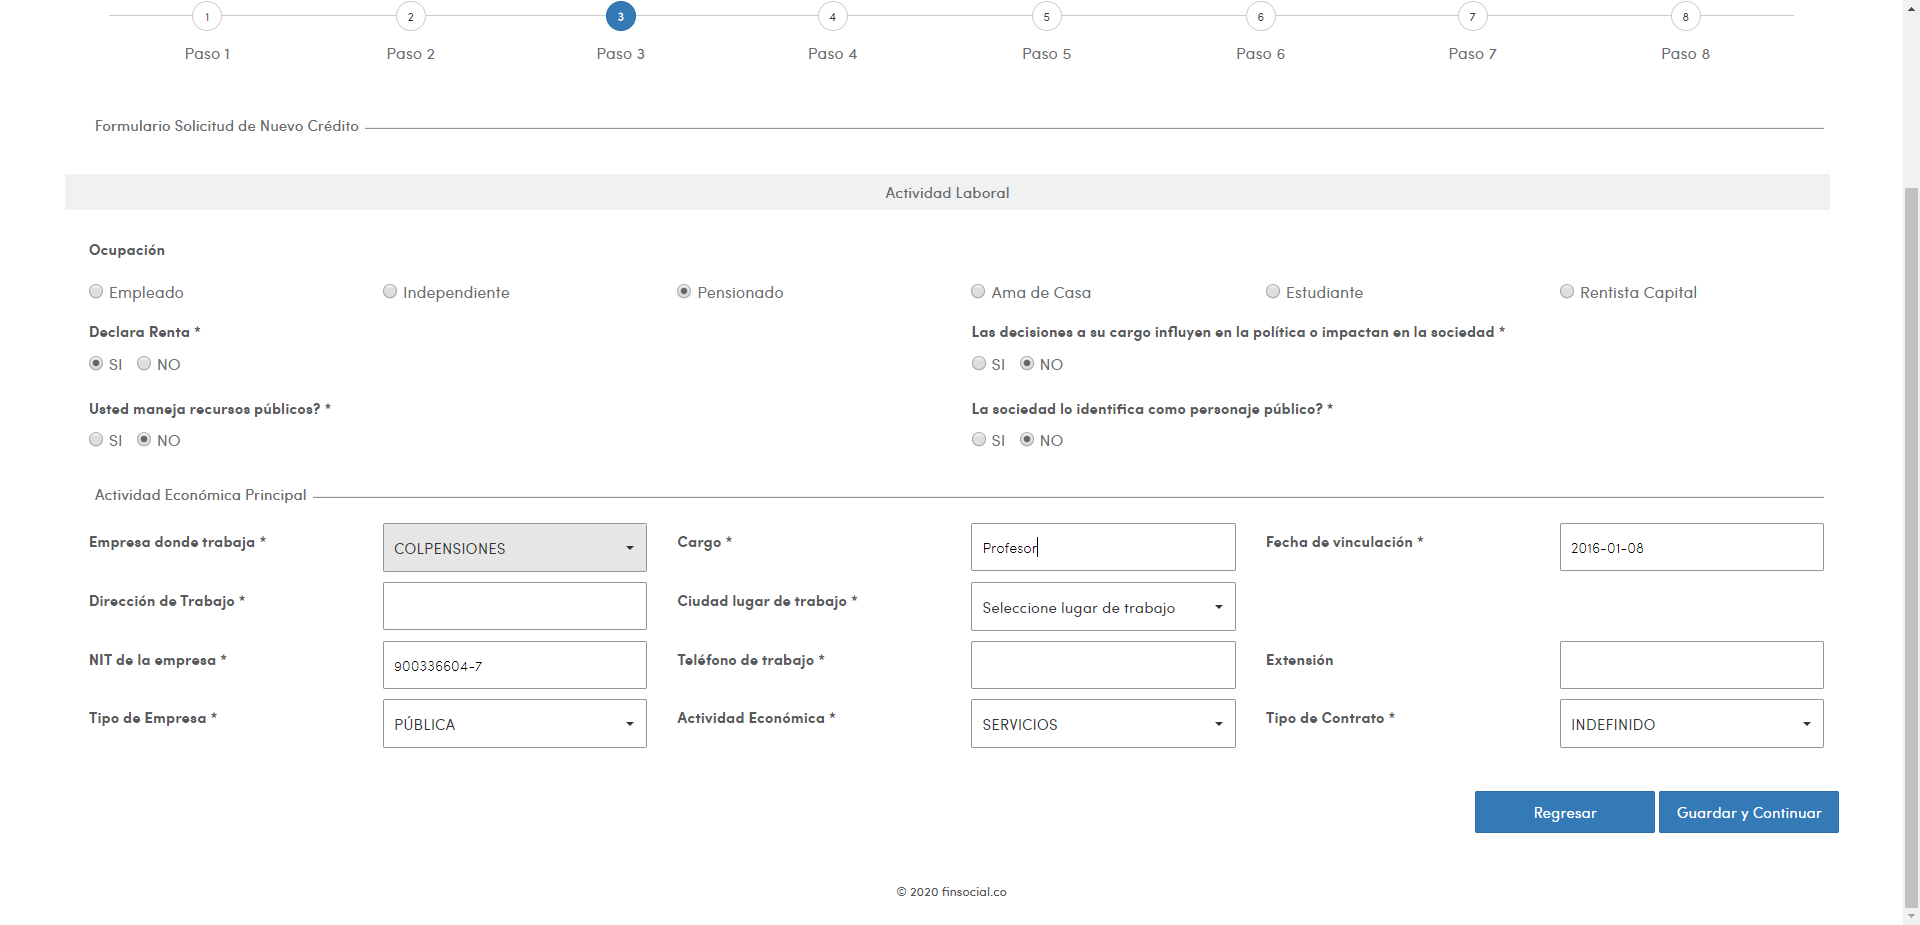 1 2 3 4 5 6 7 8
Paso 1 Paso 2 Paso 3 Paso 4 Paso 5 Paso 6 Paso 7 Paso 8
Formulario Solicitud de Nuevo Crédito
Actividad Laboral
Ocupación
Empleado Independiente Pensionado Ama de Casa Estudiante Rentista Capital
Declara Renta * Las decisiones a su cargo influyen en la política o impactan en la sociedad *
SI NO SI NO
Usted maneja recursos públicos? * La sociedad lo identifica como personaje público? *
SI NO SI NO
Actividad Económica Principal
Empresa donde trabaja * COLPENSIONES Cargo * Profesor Fecha de vinculación * 2016-01-08
Dirección de Trabajo * Ciudad lugar de trabajo * Seleccione lugar de trabajo
NIT de la empresa * 900336604-7 Teléfono de trabajo * Extensión
Tipo de Empresa * PÚBLICA Actividad Económica * SERVICIOS Tipo de Contrato * INDEFINIDO
Regresar Guardar y Continuar
© 2020 finsocial.co